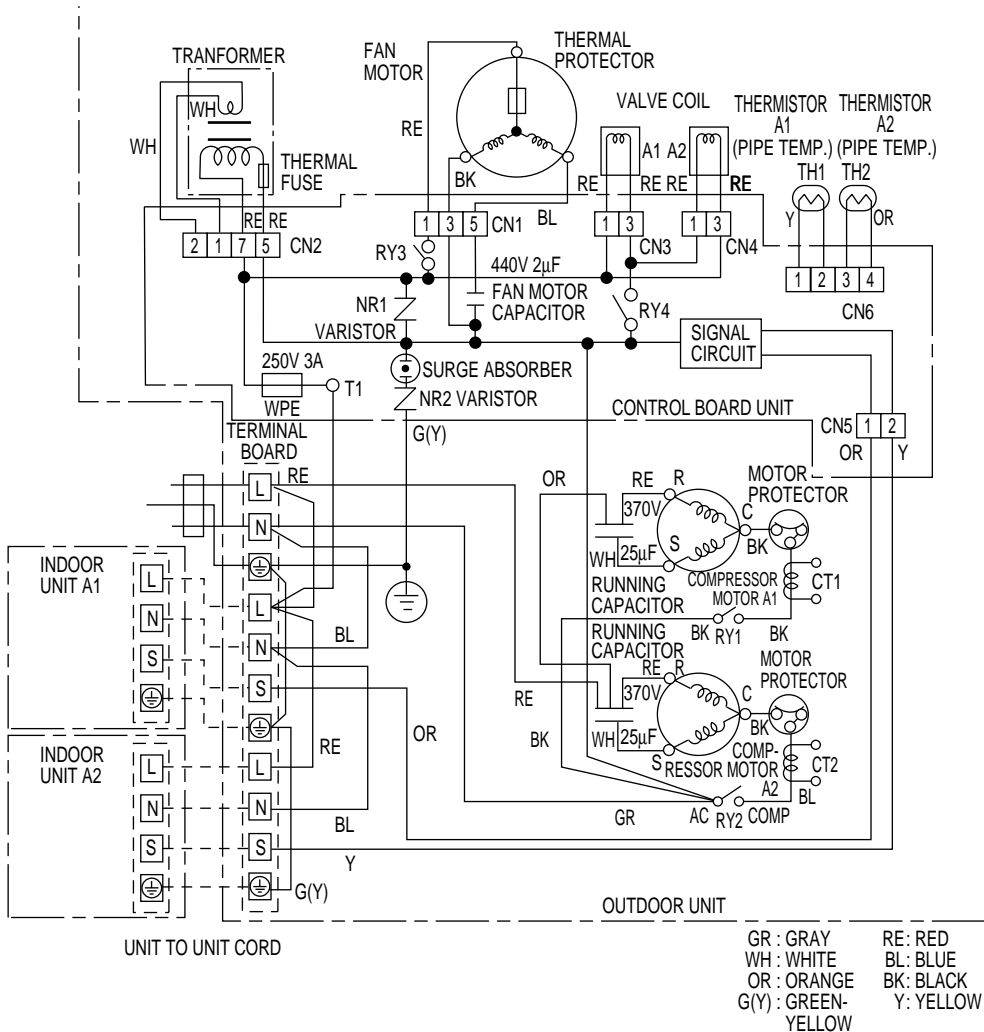 TRANFORMER
WH
WH
THERMAL
FUSE
RE RE
2 1 7 5 CN2
FAN
MOTOR
RE
THERMAL
PROTECTOR
BK
BL
1 3 5 CN1
RY3
VALVE COIL
A1 A2
RE RE RE RE
1 3 CN3
1 3 CN4
THERMISTOR
A1
(PIPE TEMP.)
TH1
THERMISTOR
A2
(PIPE TEMP.)
TH2
Y
OR
1 2 3 4
CN6
440V 2µF
FAN MOTOR
CAPACITOR
NR1
VARISTOR
RY4
SIGNAL
CIRCUIT
250V 3A
WPE
T1
SURGE ABSORBER
NR2 VARISTOR
G(Y)
CONTROL BOARD UNIT
CN5 1 2
OR Y
TERMINAL
BOARD
L
N
L
N
S
L
N
S
RE
BL
RE
OR
BL
Y
G(Y)
INDOOR
UNIT A1
L
N
S
INDOOR
UNIT A2
L
N
S
OR
RE R
370V
WH 25µF
S
C
BK
MOTOR
PROTECTOR
RUNNING
CAPACITOR
COMPRESSOR
MOTOR A1
CT1
BK RY1 BK
RUNNING
CAPACITOR
RE R
370V
WH 25µF
S
C
BK
MOTOR
PROTECTOR
COMP-
RESSOR MOTOR
A2
CT2
BL
RE
BK
GR
AC RY2 COMP
OUTDOOR UNIT
UNIT TO UNIT CORD
GR : GRAY RE: RED
WH : WHITE BL: BLUE
OR : ORANGE BK: BLACK
G(Y) : GREEN- Y: YELLOW
YELLOW